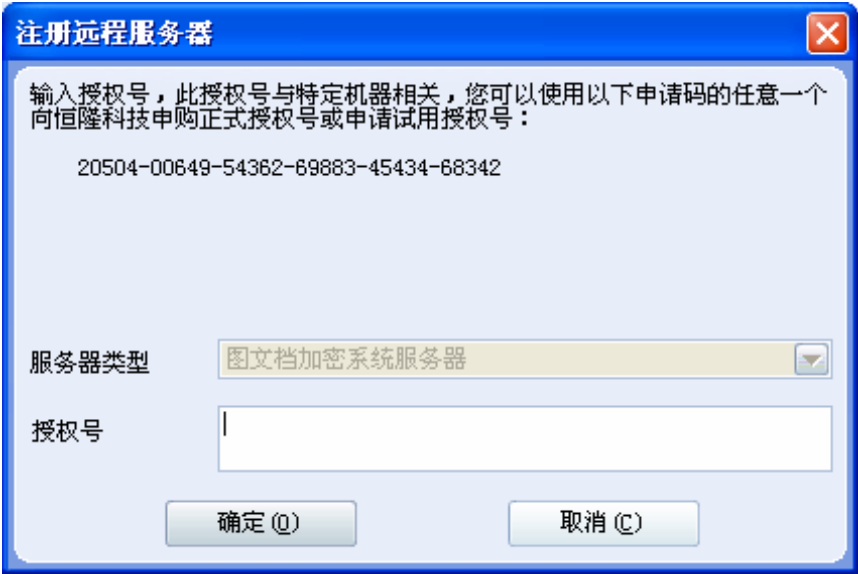 注册远程服务器
输入授权号，此授权号与特定机器相关，您可以使用以下申请码的任意一个
向恒隆科技申购正式授权号或申请试用授权号：
20504-00649-54362-69883-45434-68342
服务器类型
图文档加密系统服务器
授权号
确定(O)
取消(C)